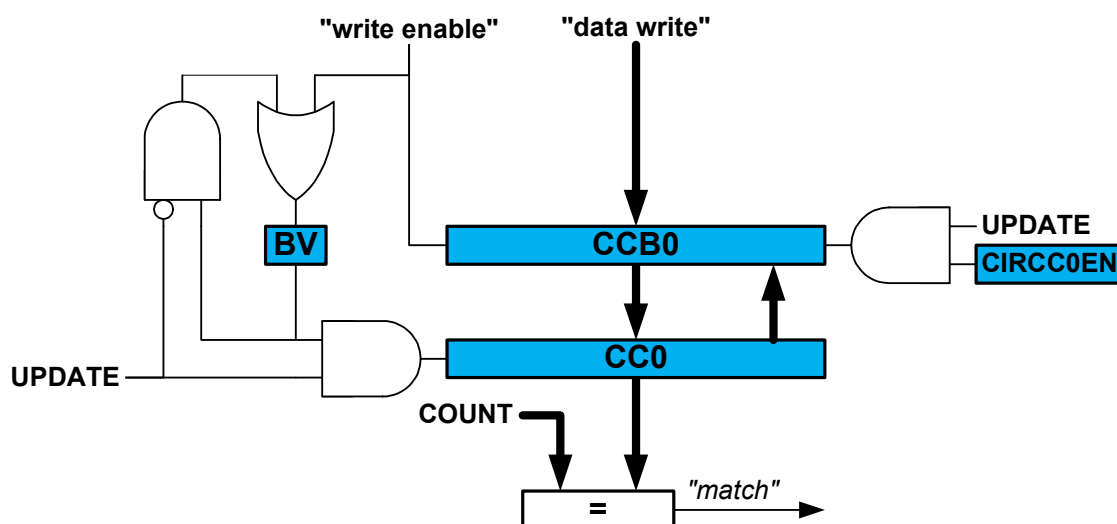 "write enable"
"data write"
BV
CCB0
UPDATE
CIRCC0EN
CC0
UPDATE
COUNT
"match"
=